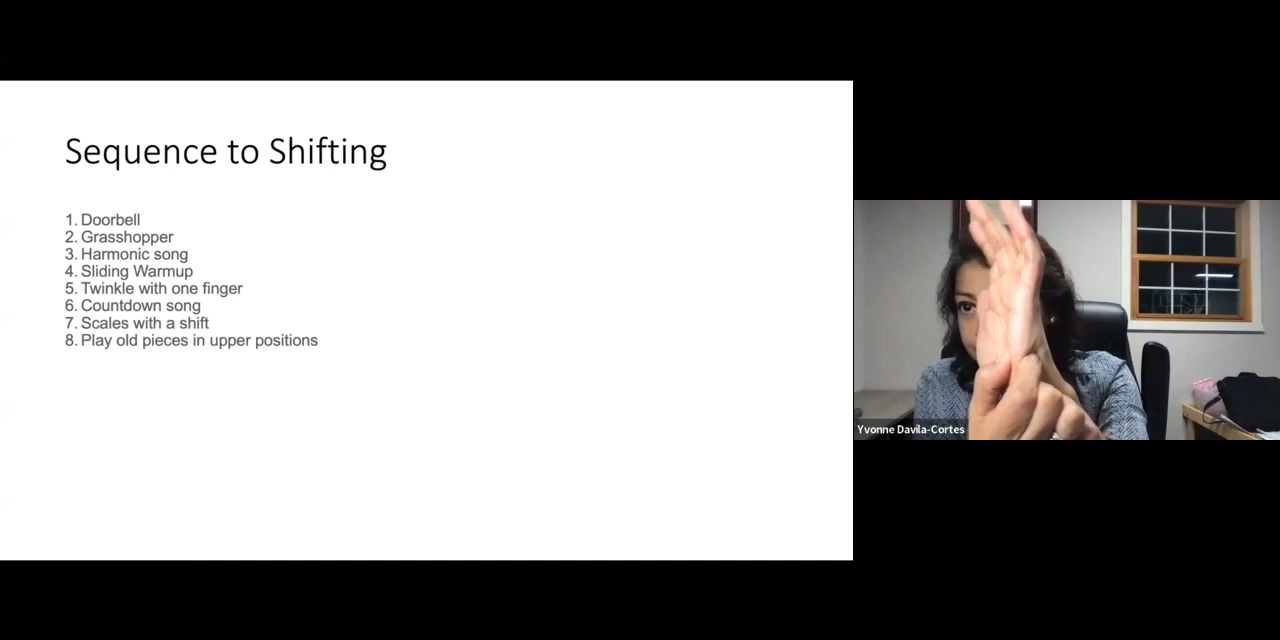 Sequence to Shifting
1. Doorbell
2. Grasshopper
3. Harmonic song
4. Sliding Warmup
5. Twinkle with one finger
6. Countdown song
7. Scales with a shift
8. Play old pieces in upper positions
Yvonne Davila-Cortes